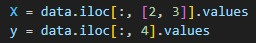 X = data.iloc[:, [2, 3]].values
y = data.iloc[:, 4].values